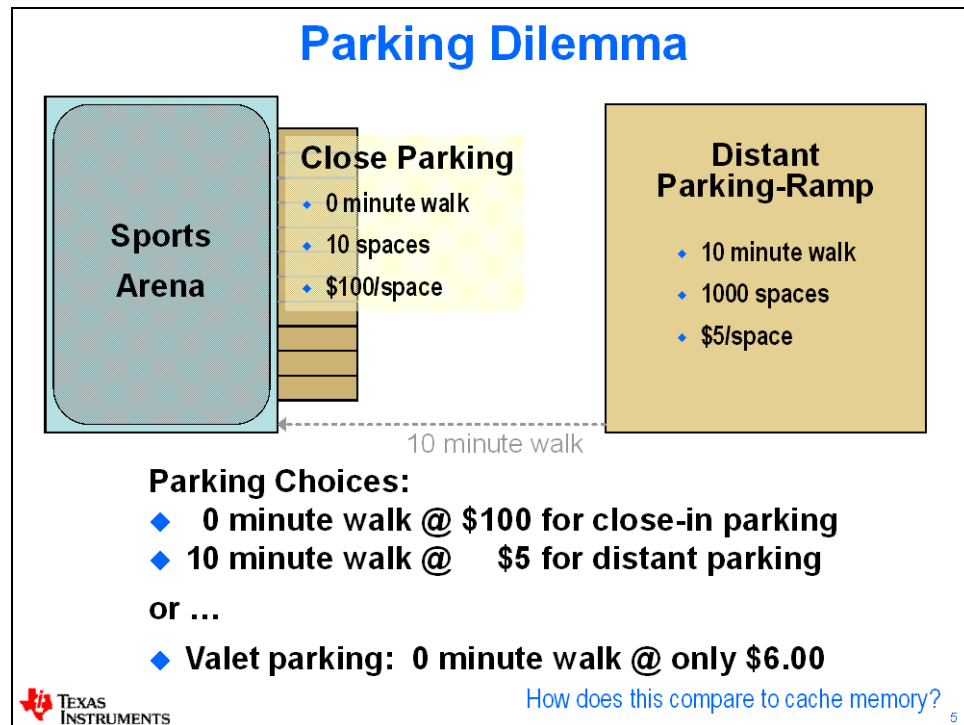 Parking Dilemma
Sports
Arena
Close Parking
0 minute walk
10 spaces
$100/space
Distant
Parking-Ramp
10 minute walk
1000 spaces
$5/space
10 minute walk
Parking Choices:
0 minute walk @ $100 for close-in parking
10 minute walk @ $5 for distant parking
or ...
Valet parking: 0 minute walk @ only $6.00
TEXAS
INSTRUMENTS
How does this compare to cache memory?
5